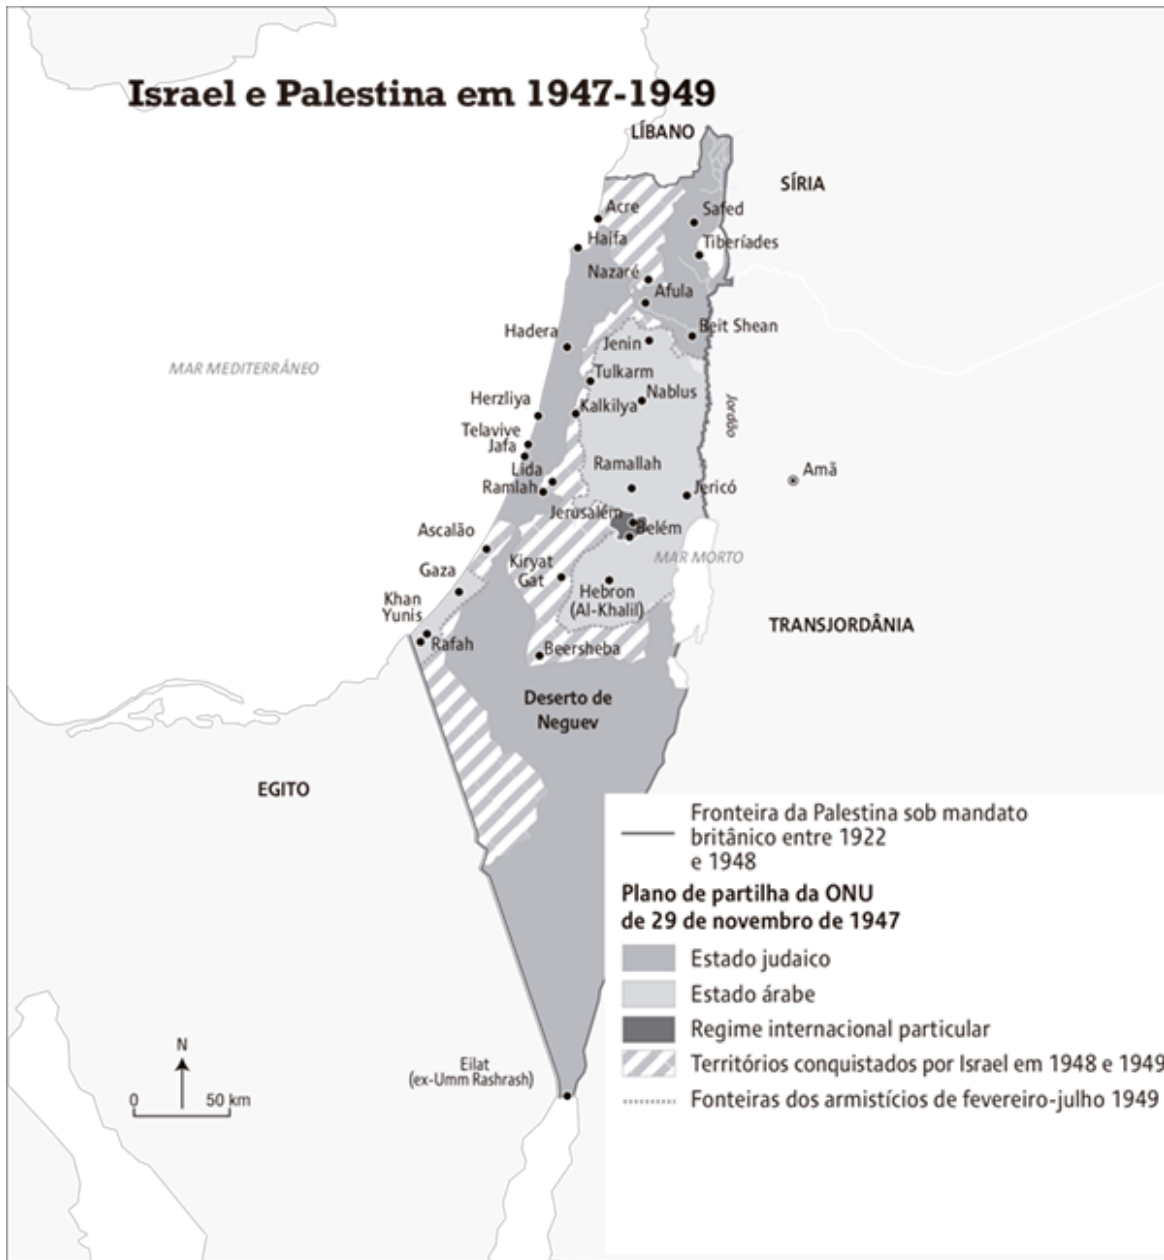 Israel e Palestina em 1947-1949
LÍBANO
SÍRIA
Acre
Safed
Haifa
Tiberíades
Nazaré
Afula
Hadera
Beit Shean
Jenin
MAR MEDITERRÂNEO
Tulkarm
Nablus
Herzliya
Kalkilya
Jordão
Telavive
Jafa
Lida
Ramallah
Amã
Ramlah
Jericó
Jerusalém
Ascalão
Belém
Kiryat
Gat
MAR MORTO
Gaza
Hebron
(Al-Khalil)
Khan
Yunis
Rafah
TRANSJORDÂNIA
Beersheba
Deserto de
Neguev
EGITO
Fronteira da Palestina sob mandato
britânico entre 1922
e 1948
Plano de partilha da ONU
de 29 de novembro de 1947
Estado judaico
Estado árabe
Regime internacional particular
Territórios conquistados por Israel em 1948 e 1949
Fonteiras dos armistícios de fevereiro-julho 1949
N
0 50 km
Eilat
(ex-Umm Rashrash)